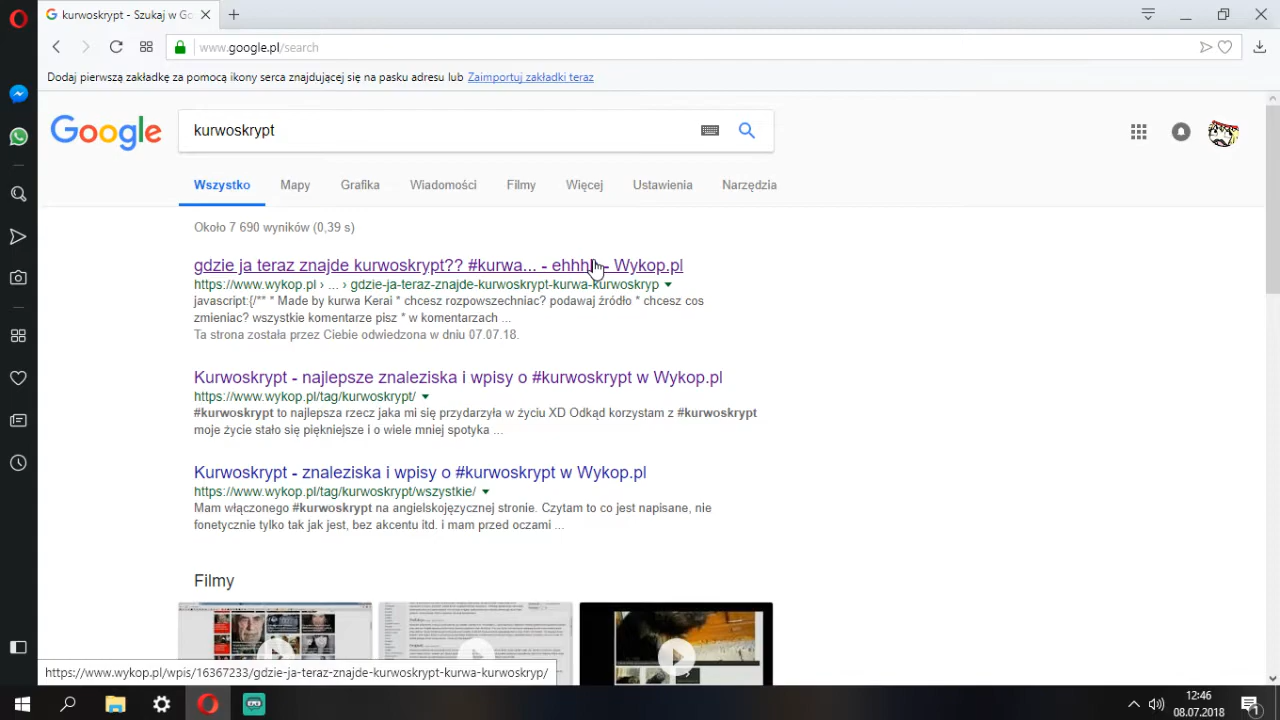 kurwoskrypt - Szukaj w Go
www.google.pl/search
Dodaj pierwszą zakładkę za pomocą ikony serca znajdującej się na pasku adresu lub Zaimportuj zakładki teraz
Google
kurwoskrypt
Wszystko Mapy Grafika Wiadomości Filmy Więcej Ustawienia Narzędzia
Około 7 690 wyników (0,39 s)
gdzie ja teraz znajde kurwoskrypt?? #kurwa... - ehhh - Wykop.pl
https://www.wykop.pl › ... › gdzie-ja-teraz-znajde-kurwoskrypt-kurwa-kurwoskryp
javascript:{/** * Made by kurwa Kerai * chcesz rozpowszechniac? podawaj źródło * chcesz cos
zmieniac? wszystkie komentarze pisz * w komentarzach ...
Ta strona została przez Ciebie odwiedzona w dniu 07.07.18.
Kurwoskrypt - najlepsze znaleziska i wpisy o #kurwoskrypt w Wykop.pl
https://www.wykop.pl/tag/kurwoskrypt/
#kurwoskrypt to najlepsza rzecz jaka mi się przydarzyła w życiu XD Odkąd korzystam z #kurwoskrypt
moje życie stało się piękniejsze i o wiele mniej spotyka ...
Kurwoskrypt - znaleziska i wpisy o #kurwoskrypt w Wykop.pl
https://www.wykop.pl/tag/kurwoskrypt/wszystkie/
Mam włączonego #kurwoskrypt na angielskojęzycznej stronie. Czytam to co jest napisane, nie
fonetycznie tylko tak jak jest, bez akcentu itd. i mam przed oczami ...
Filmy
https://www.wykop.pl/wpis/16367233/gdzie-ja-teraz-znajde-kurwoskrypt-kurwa-kurwoskryp/
12:46
08.07.2018
1